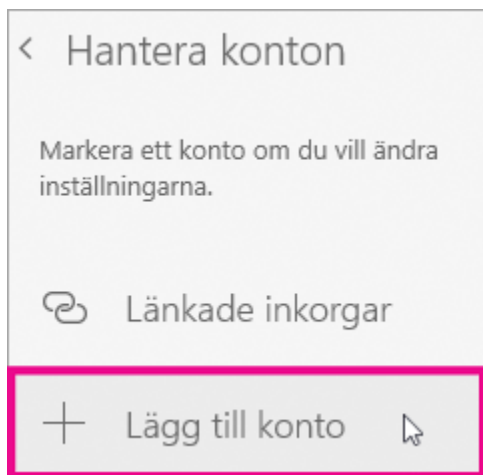 Hantera konton
Markera ett konto om du vill ändra
inställningarna.
Länkade inkorgar
Lägg till konto